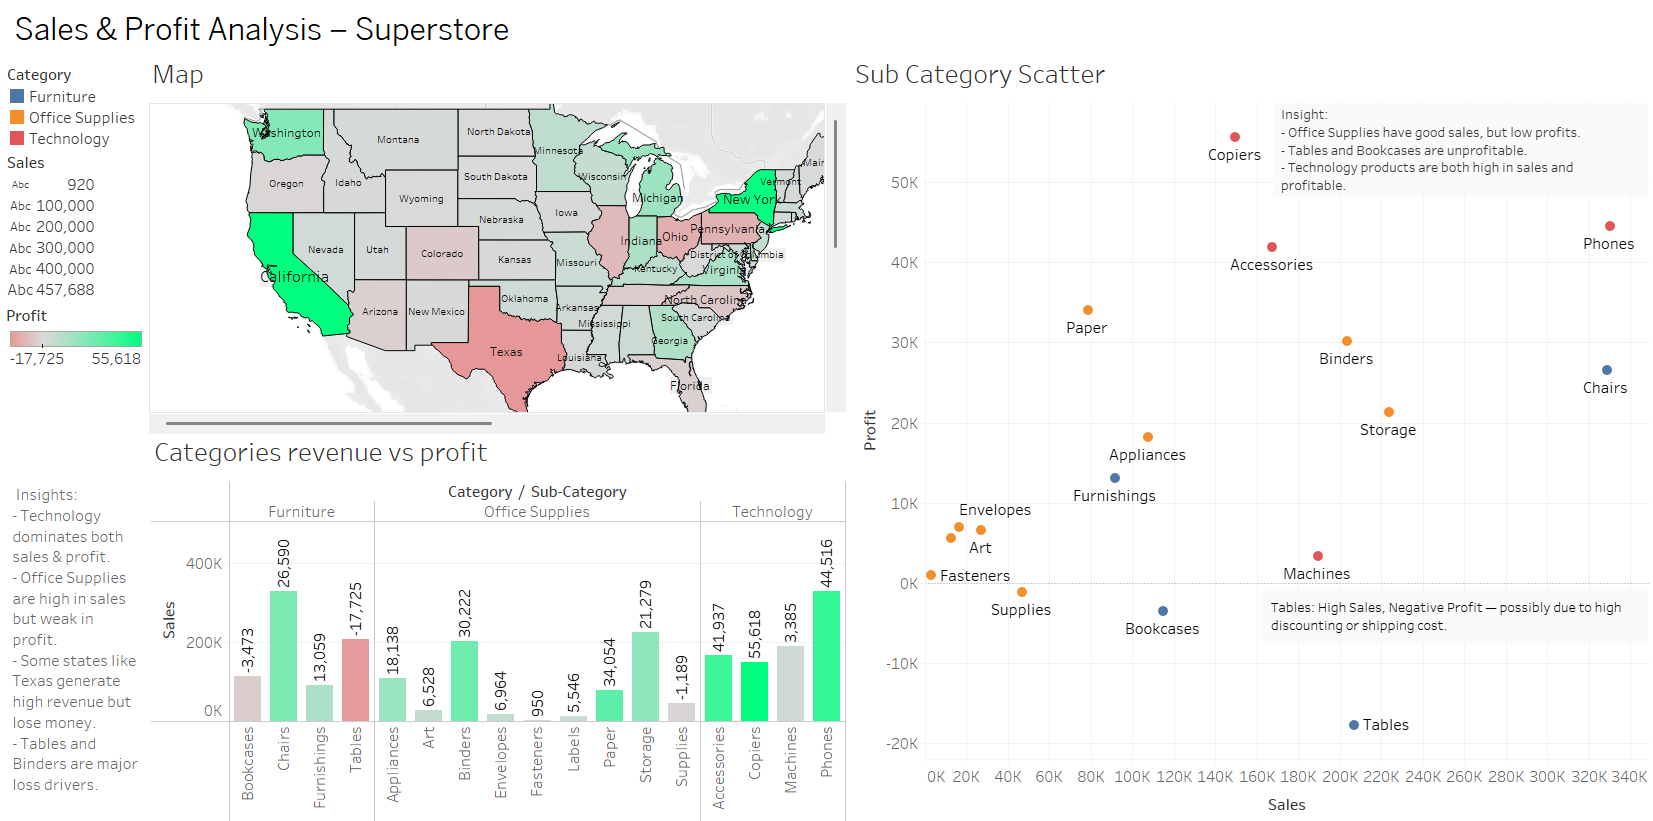 Sales & Profit Analysis – Superstore
Category
Furniture
Office Supplies
Technology
Sales
Abc 920
Abc 100,000
Abc 200,000
Abc 300,000
Abc 400,000
Abc 457,688
Profit
-17,725 55,618
Map
Washington
Montana
North Dakota
Minnesota
Oregon
Idaho
South Dakota
Wisconsin
Vermont
Wyoming
Michigan
New York
Nebraska
Iowa
Nevada
Utah
Colorado
Kansas
Missouri
Indiana
Ohio
Pennsylvania
District of Columbia
Kentucky
Virginia
California
Arizona
New Mexico
Oklahoma
Arkansas
North Carolina
South Carolina
Mississippi
Georgia
Texas
Louisiana
Florida
Categories revenue vs profit
Insights:
- Technology
dominates both
sales & profit.
- Office Supplies
are high in sales
but weak in
profit.
- Some states like
Texas generate
high revenue but
lose money.
- Tables and
Binders are major
loss drivers.
Category / Sub-Category
Furniture Office Supplies Technology
Sales
400K
200K
0K
-3,473 26,590 13,059 -17,725 18,138 6,528 30,222 6,964 950 5,546 34,054 21,279 -1,189 41,937 55,618 3,385 44,516
Bookcases Chairs Furnishings Tables Appliances Art Binders Envelopes Fasteners Labels Paper Storage Supplies Accessories Copiers Machines Phones
Sub Category Scatter
Insight:
- Office Supplies have good sales, but low profits.
- Tables and Bookcases are unprofitable.
- Technology products are both high in sales and
profitable.
Profit
50K
40K
30K
20K
10K
0K
-10K
-20K
Copiers
Phones
Accessories
Paper
Binders
Chairs
Storage
Appliances
Furnishings
Envelopes
Art
Fasteners
Machines
Supplies
Bookcases
Tables: High Sales, Negative Profit — possibly due to high
discounting or shipping cost.
Tables
0K 20K 40K 60K 80K 100K 120K 140K 160K 180K 200K 220K 240K 260K 280K 300K 320K 340K
Sales